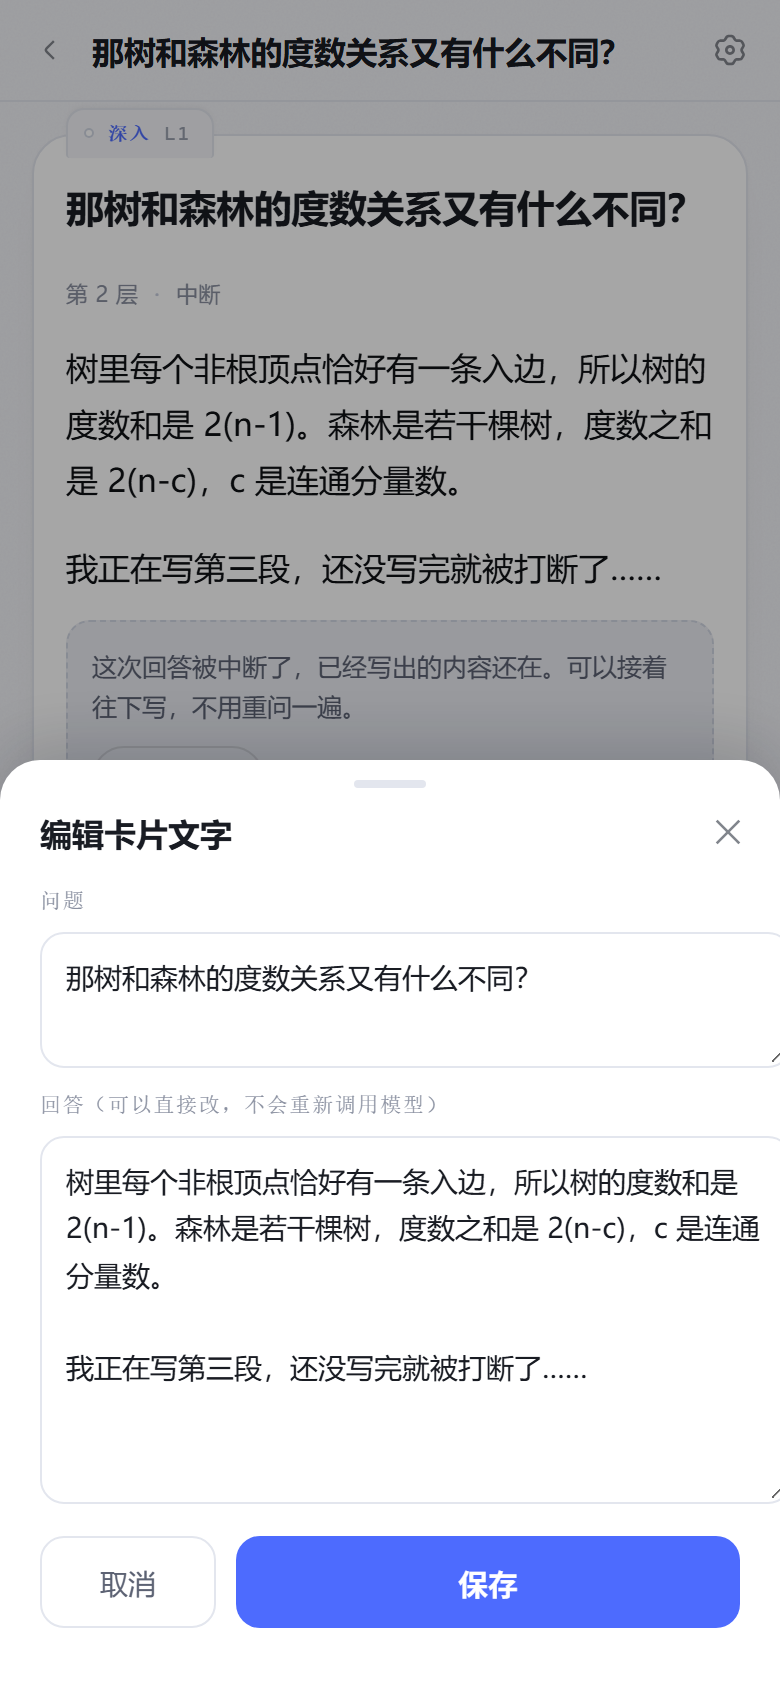 那树和森林的度数关系又有什么不同？
深入 L1
那树和森林的度数关系又有什么不同？
第 2 层 · 中断
树里每个非根顶点恰好有一条入边，所以树的
度数和是 2(n-1)。森林是若干棵树，度数之和
是 2(n-c)，c 是连通分量数。
我正在写第三段，还没写完就被打断了……
这次回答被中断了，已经写出的内容还在。可以接着
往下写，不用重问一遍。
编辑卡片文字
问题
那树和森林的度数关系又有什么不同？
回答（可以直接改，不会重新调用模型）
树里每个非根顶点恰好有一条入边，所以树的度数和是
2(n-1)。森林是若干棵树，度数之和是 2(n-c)，c 是连通
分量数。
我正在写第三段，还没写完就被打断了……
取消
保存